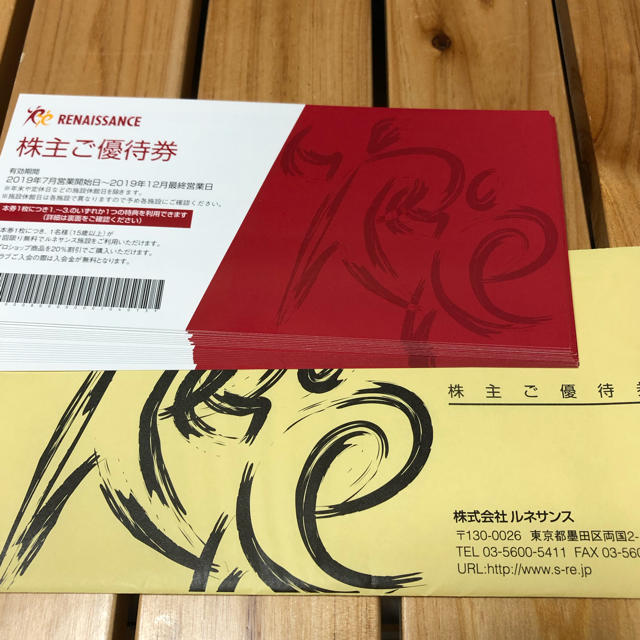 RENAISSANCE
株主ご優待券
有効期間
2019年7月営業開始日～2019年12月最終営業日
※年末や定休日などの施設休館日を除きます。
※施設休館日は各施設で異なりますので予め各施設にご確認ください。
本券1枚につき1.～3.のいずれか1つの特典を利用できます
(詳細は裏面をご確認ください)
本券1枚につき、1名様(15歳以上)が
回限り無料でルネサンス施設をご利用いただけます。
プロショップ商品を20%割引でご購入いただけます。
ラブご入会の際は入会金が無料となります。
株主ご優待券
株式会社 ルネサンス
〒130-0026 東京都墨田区両国2-
TEL 03-5600-5411 FAX 03-560
URL:http://www.s-re.jp